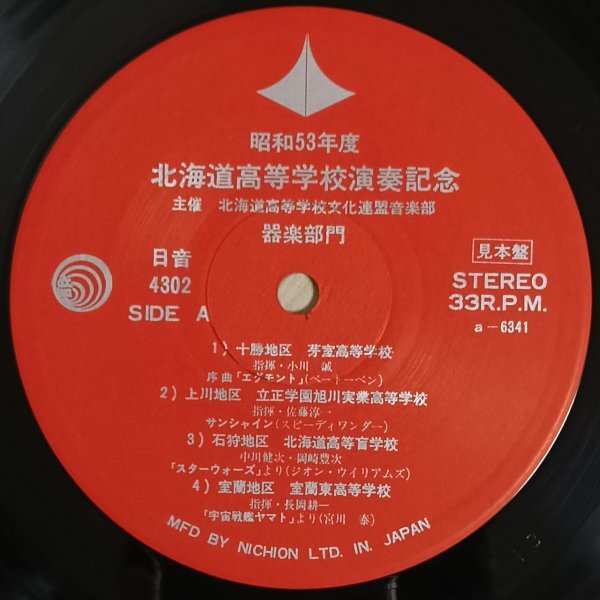 昭和53年度
北海道高等学校演奏記念
主催 北海道高等学校文化連盟音楽部
器楽部門
日音
4302
SIDE A
見本盤
STEREO
33R.P.M.
a-6341
1) 十勝地区 芽室高等学校
指揮・小川 誠
序曲「エグモント」(ベートーベン)
2) 上川地区 立正学園旭川実業高等学校
指揮・佐藤淳一
サンシャイン(スピーディワンダー)
3) 石狩地区 北海道高等盲学校
中川健次・岡崎豊次
「スターウォーズ」より(ジオン・ウイリアムズ)
4) 室蘭地区 室蘭東高等学校
指揮・長岡耕一
「宇宙戦艦ヤマト」より(宮川 泰)
MFD BY NICHION LTD. IN. JAPAN